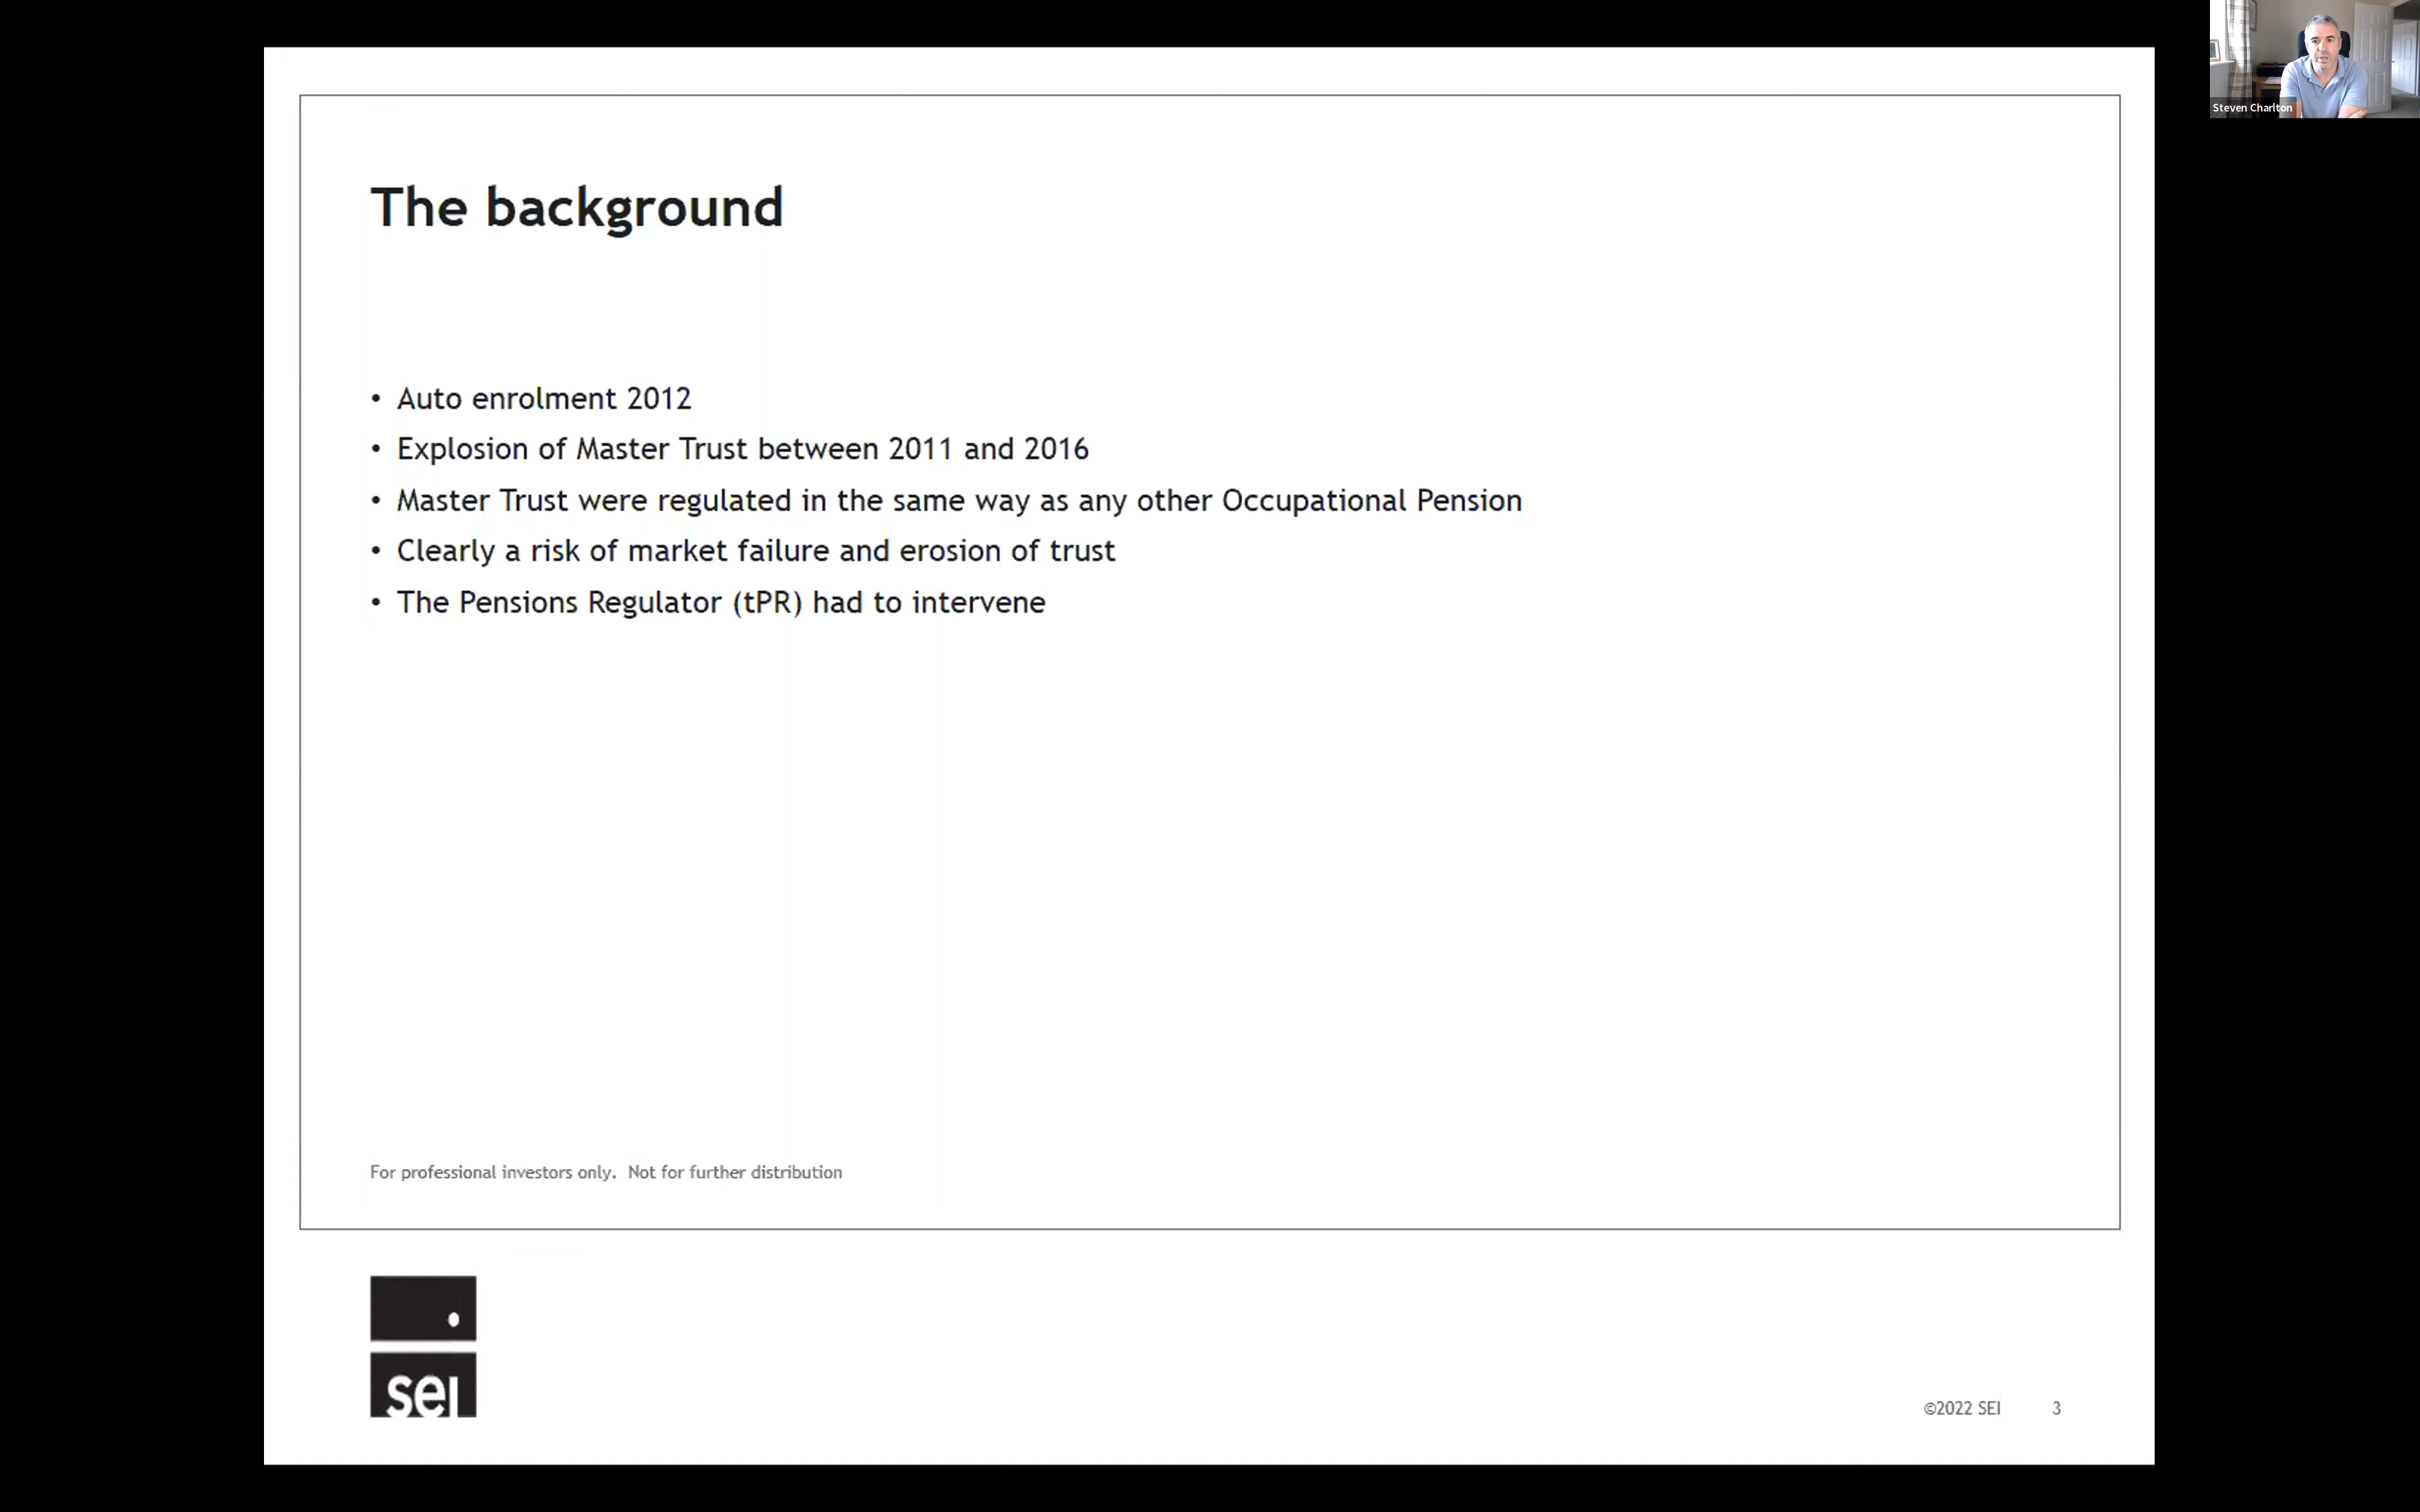 Steven Charlton
The background
• Auto enrolment 2012
• Explosion of Master Trust between 2011 and 2016
• Master Trust were regulated in the same way as any other Occupational Pension
• Clearly a risk of market failure and erosion of trust
• The Pensions Regulator (tPR) had to intervene
For professional investors only.  Not for further distribution
sei
©2022 SEI 3